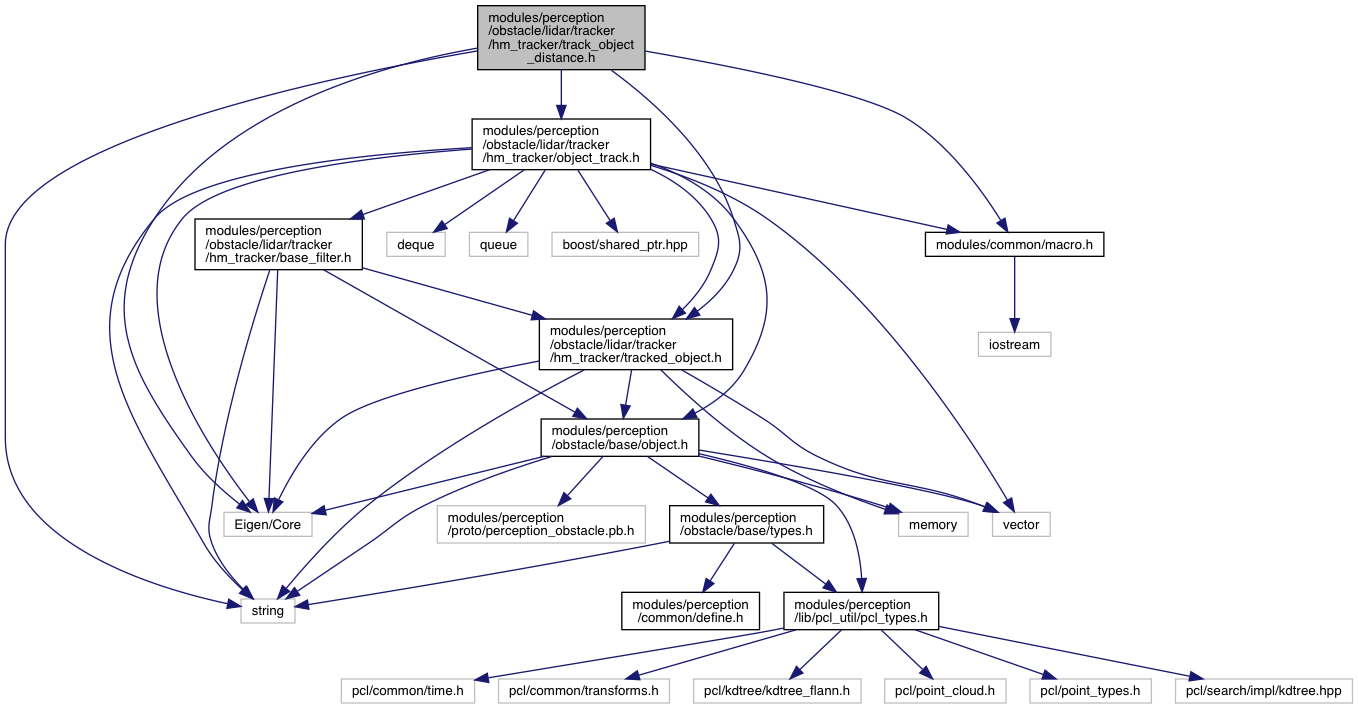 modules/perception
/obstacle/lidar/tracker
/hm_tracker/track_object
_distance.h
modules/perception
/obstacle/lidar/tracker
/hm_tracker/object_track.h
modules/perception
/obstacle/lidar/tracker
/hm_tracker/base_filter.h
deque
queue
boost/shared_ptr.hpp
modules/common/macro.h
modules/perception
/obstacle/lidar/tracker
/hm_tracker/tracked_object.h
iostream
modules/perception
/obstacle/base/object.h
Eigen/Core
modules/perception
/proto/perception_obstacle.pb.h
modules/perception
/obstacle/base/types.h
memory
vector
string
modules/perception
/common/define.h
modules/perception
/lib/pcl_util/pcl_types.h
pcl/common/time.h
pcl/common/transforms.h
pcl/kdtree/kdtree_flann.h
pcl/point_cloud.h
pcl/point_types.h
pcl/search/impl/kdtree.hpp